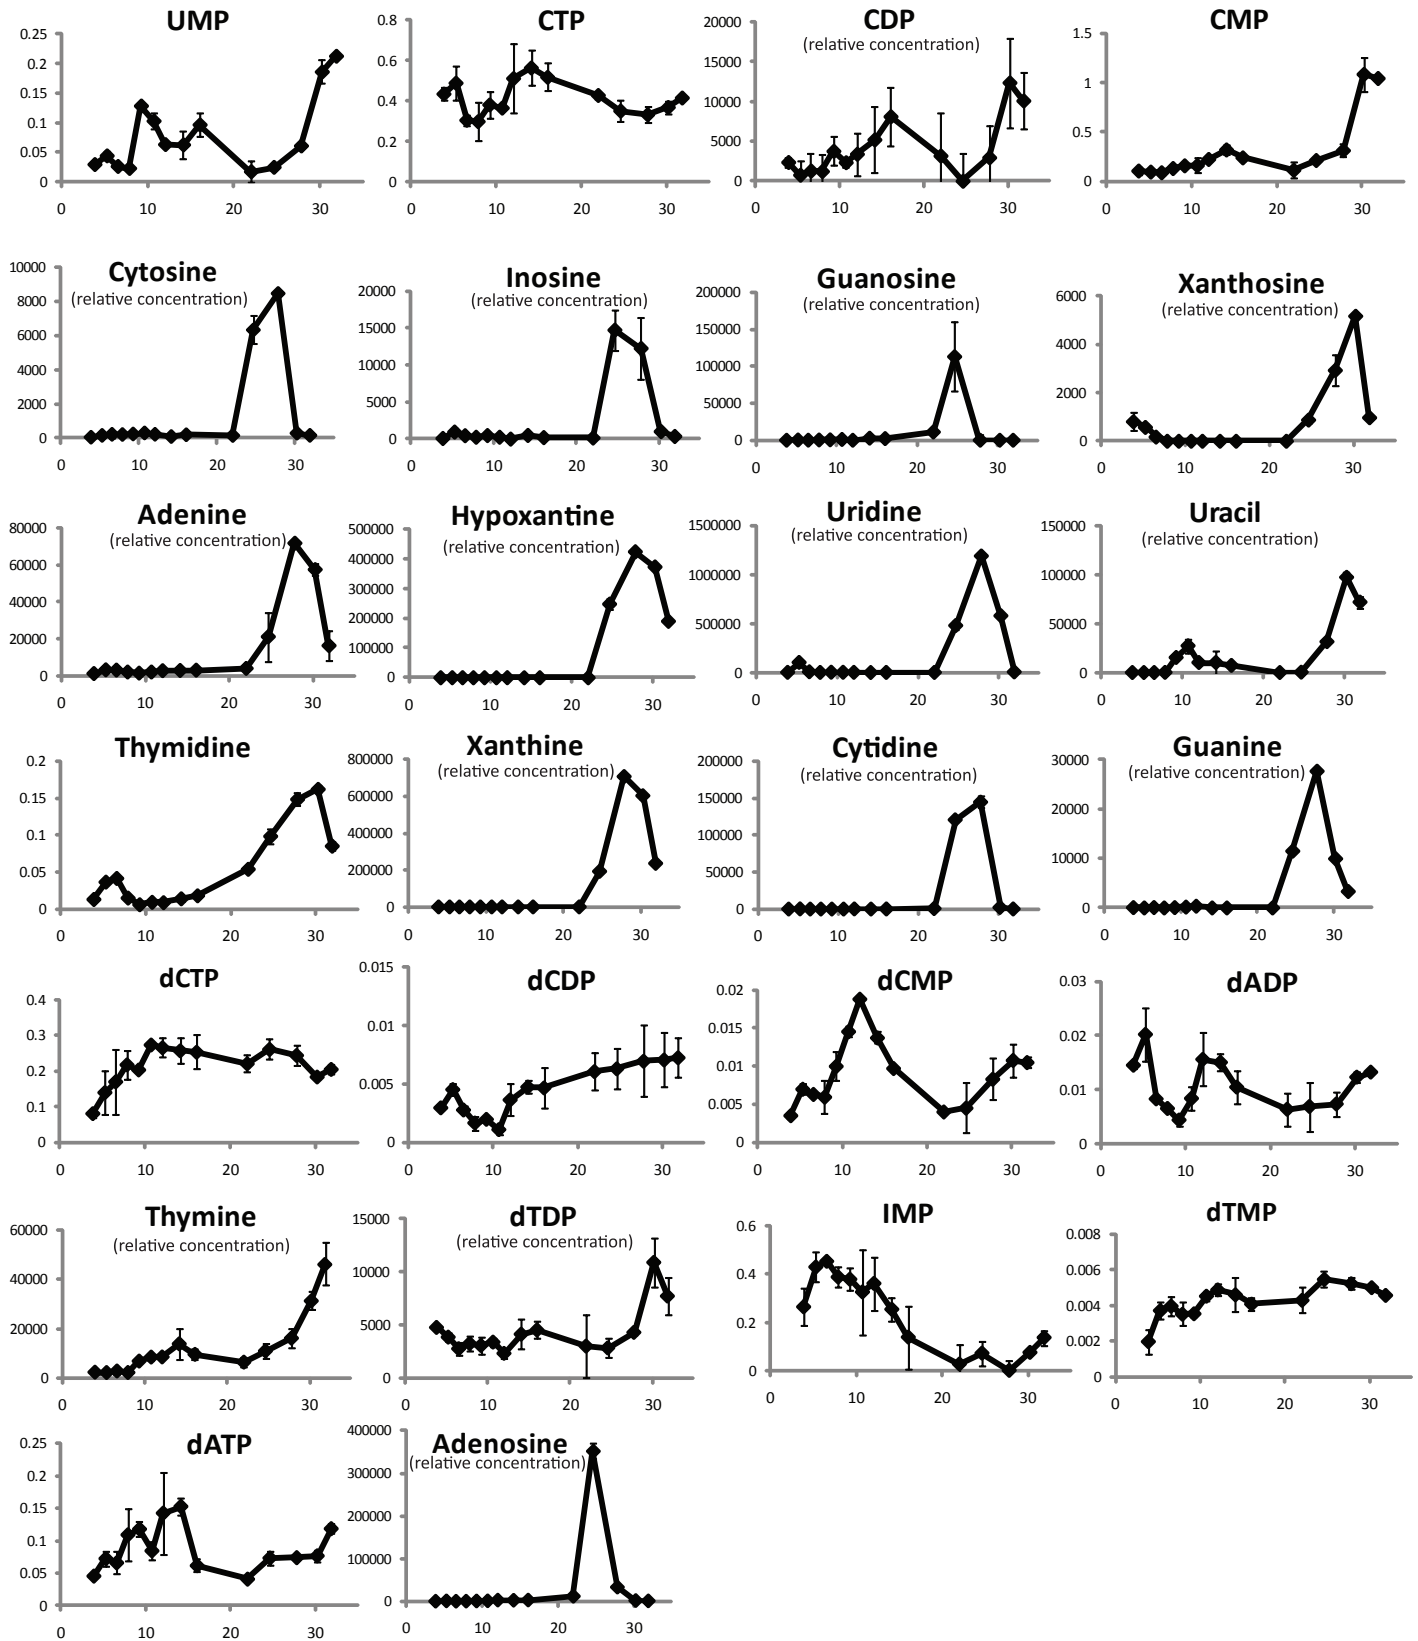 UMP
0.25
0.2
0.15
0.1
0.05
0
0 10 20 30
CTP
0.8
0.6
0.4
0.2
0
0 10 20 30
CDP
(relative concentration)
20000
15000
10000
5000
0
0 10 20 30
CMP
1.5
1
0.5
0
0 10 20 30
Cytosine
(relative concentration)
10000
8000
6000
4000
2000
0
0 10 20 30
Inosine
(relative concentration)
20000
15000
10000
5000
0
0 10 20 30
Guanosine
(relative concentration)
200000
150000
100000
50000
0
0 10 20 30
Xanthosine
(relative concentration)
6000
4000
2000
0
0 10 20 30
Adenine
(relative concentration)
80000
60000
40000
20000
0
0 10 20 30
Hypoxantine
(relative concentration)
500000
400000
300000
200000
100000
0
0 10 20 30
Uridine
(relative concentration)
1500000
1000000
500000
0
0 10 20 30
Uracil
(relative concentration)
150000
100000
50000
0
0 10 20 30
Thymidine
0.2
0.15
0.1
0.05
0
0 10 20 30
Xanthine
(relative concentration)
800000
600000
400000
200000
0
0 10 20 30
Cytidine
(relative concentration)
200000
150000
100000
50000
0
0 10 20 30
Guanine
(relative concentration)
30000
20000
10000
0
0 10 20 30
dCTP
0.4
0.3
0.2
0.1
0
0 10 20 30
dCDP
0.015
0.01
0.005
0
0 10 20 30
dCMP
0.02
0.015
0.01
0.005
0
0 10 20 30
dADP
0.03
0.02
0.01
0
0 10 20 30
Thymine
(relative concentration)
60000
40000
20000
0
0 10 20 30
dTDP
(relative concentration)
15000
10000
5000
0
0 10 20 30
IMP
0.6
0.4
0.2
0
0 10 20 30
dTMP
0.008
0.006
0.004
0.002
0
0 10 20 30
dATP
0.25
0.2
0.15
0.1
0.05
0
0 10 20 30
Adenosine
(relative concentration)
400000
300000
200000
100000
0
0 10 20 30